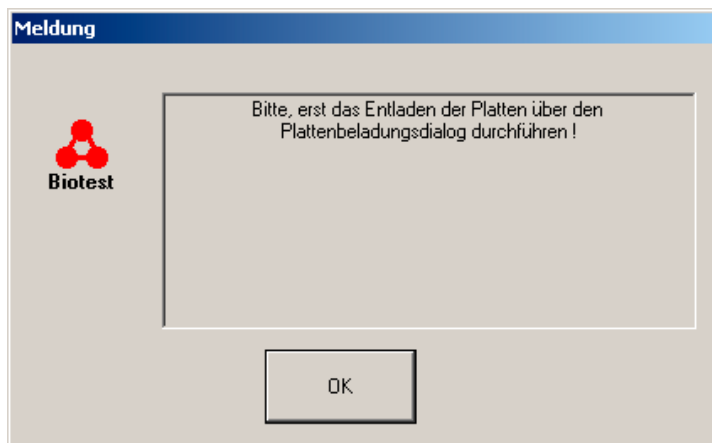 Meldung
Bitte, erst das Entladen der Platten über den
Plattenbeladungsdialog durchführen !
Biotest
OK